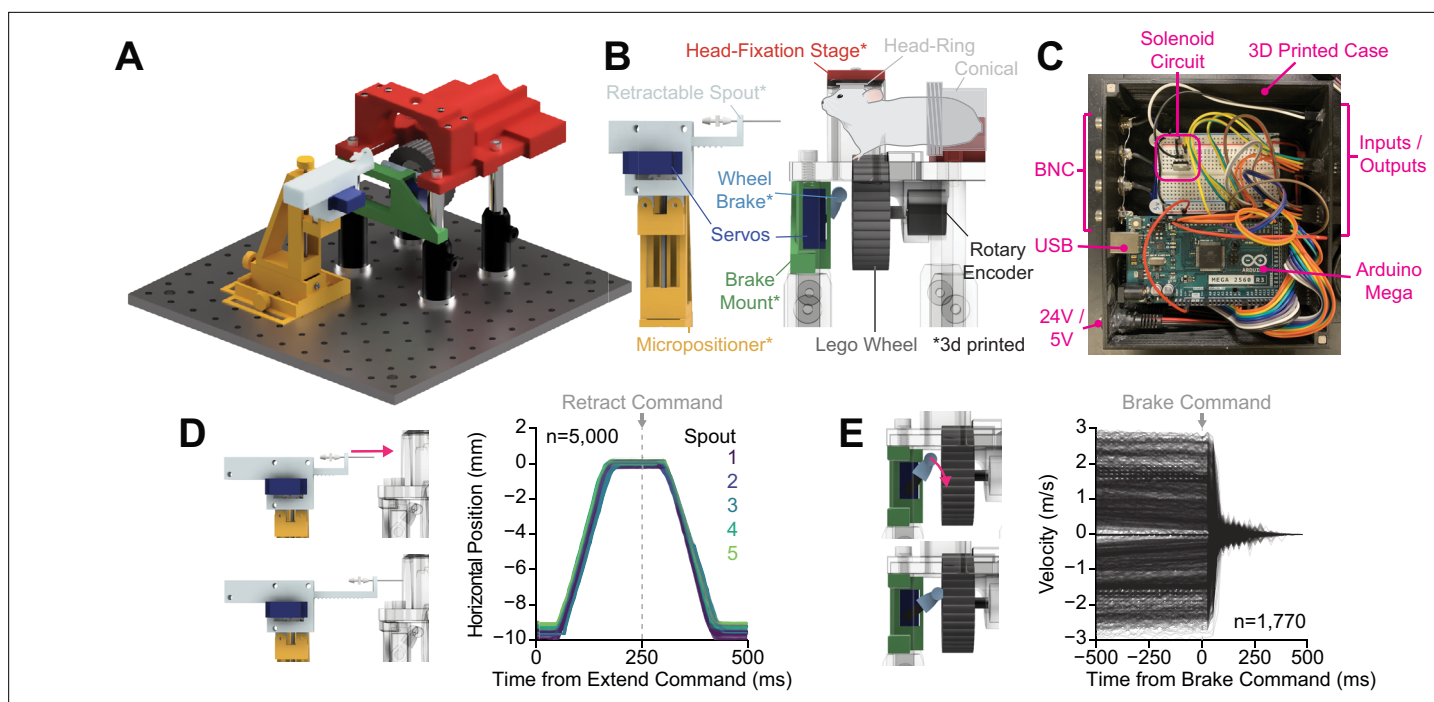 A
B
Head-Fixation Stage*
Head-Ring
Conical
Retractable Spout*
Wheel
Brake*
Servos
Brake
Mount*
Micropositioner*
Rotary
Encoder
Lego Wheel
*3d printed
C
Solenoid
Circuit
3D Printed Case
BNC
Inputs /
Outputs
USB
Arduino
Mega
24V /
5V
ARDUINO
MEGA 2560 R3
D
Retract Command
n=5,000
Spout
1
2
3
4
5
Horizontal Position (mm)
2
0
−2
−4
−6
−8
−10
0
250
500
Time from Extend Command (ms)
E
Brake Command
Velocity (m/s)
3
2
1
0
−1
−2
−3
n=1,770
−500
−250
0
250
500
Time from Brake Command (ms)